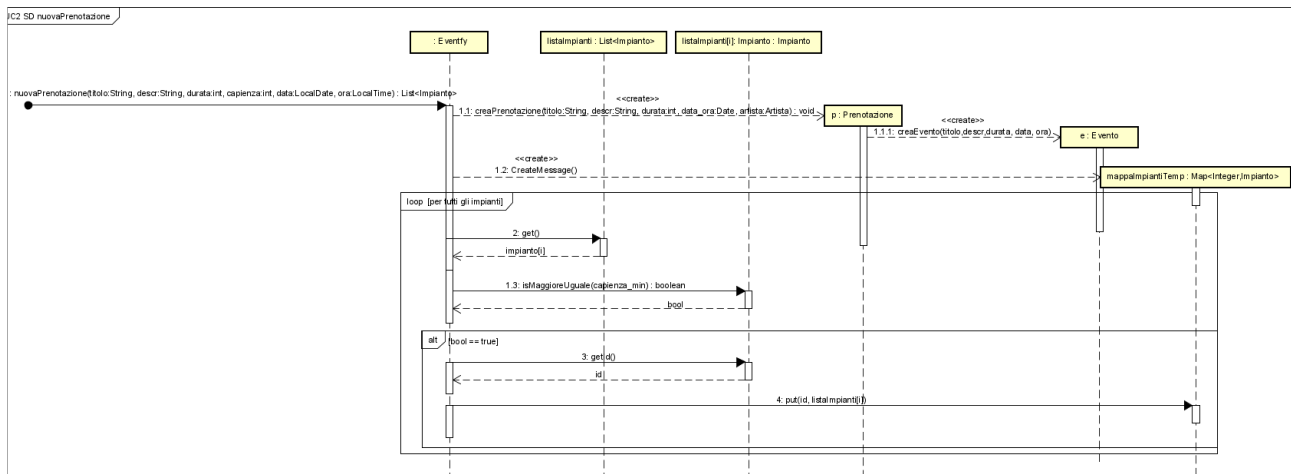 UC2 SD nuovaPrenotazione
: Eventfy
listaImpianti : List<Impianto>
listaImpianti[i]: Impianto : Impianto
: nuovaPrenotazione(titolo:String, descr:String, durata:int, capienza:int, data:LocalDate, ora:LocalTime) : List<Impianto>
<<create>>
1.1: creaPrenotazione(titolo:String, descr:String, durata:int, data_ora:Date, artista:Artista) : void
p : Prenotazione
<<create>>
1.1.1: creaEvento(titolo,descr,durata, data, ora)
e : Evento
<<create>>
1.2: CreateMessage()
mappaImpiantiTemp : Map<Integer,Impianto>
loop [per tutti gli impianti]
2: get()
impianto[i]
1.3: isMaggioreUguale(capienza_min) : boolean
bool
alt [bool == true]
3: getId()
id
4: put(id, listaImpianti[i])